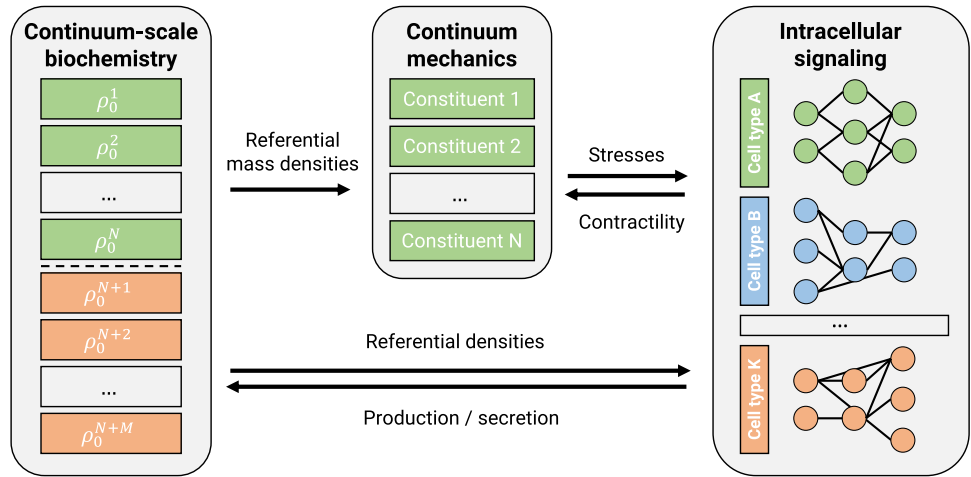 Continuum-scale
biochemistry
ρ₀¹
ρ₀²
...
ρ₀ᴺ
ρ₀ᴺ⁺¹
ρ₀ᴺ⁺²
...
ρ₀ᴺ⁺ᴹ
Referential
mass densities
Continuum
mechanics
Constituent 1
Constituent 2
...
Constituent N
Stresses
Contractility
Referential densities
Production / secretion
Intracellular
signaling
Cell type A
Cell type B
...
Cell type K